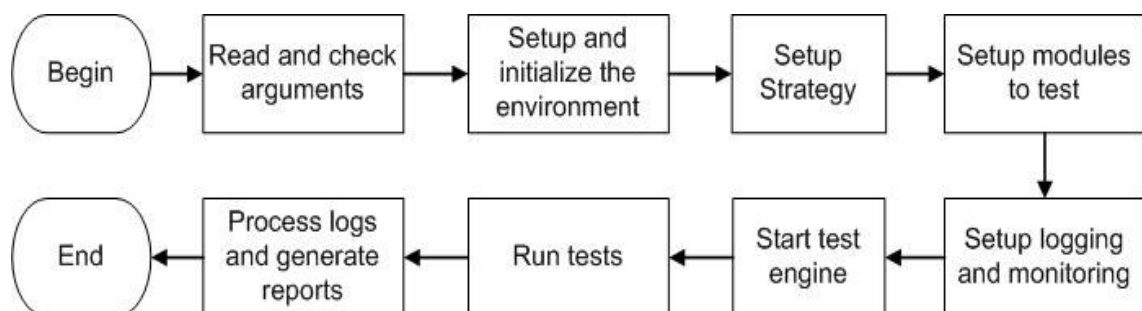 Begin
Read and check
arguments
Setup and
initialize the
environment
Setup
Strategy
Setup modules
to test
Setup logging
and monitoring
Start test
engine
Run tests
Process logs
and generate
reports
End